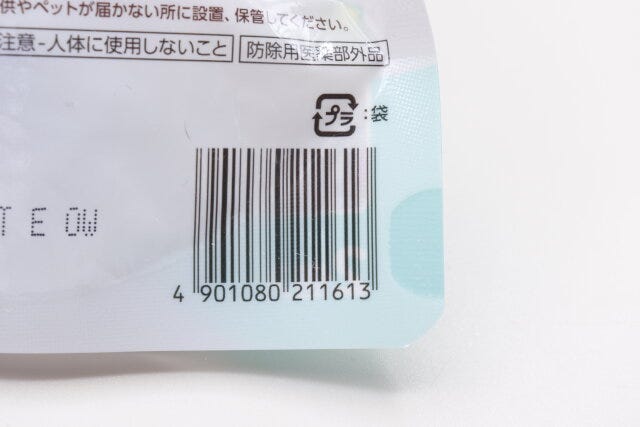 供やペットが届かない所に設置、保管してください。
注意-人体に使用しないこと 防除用医薬部外品
プラ :袋
T E OW
4 901080 211613